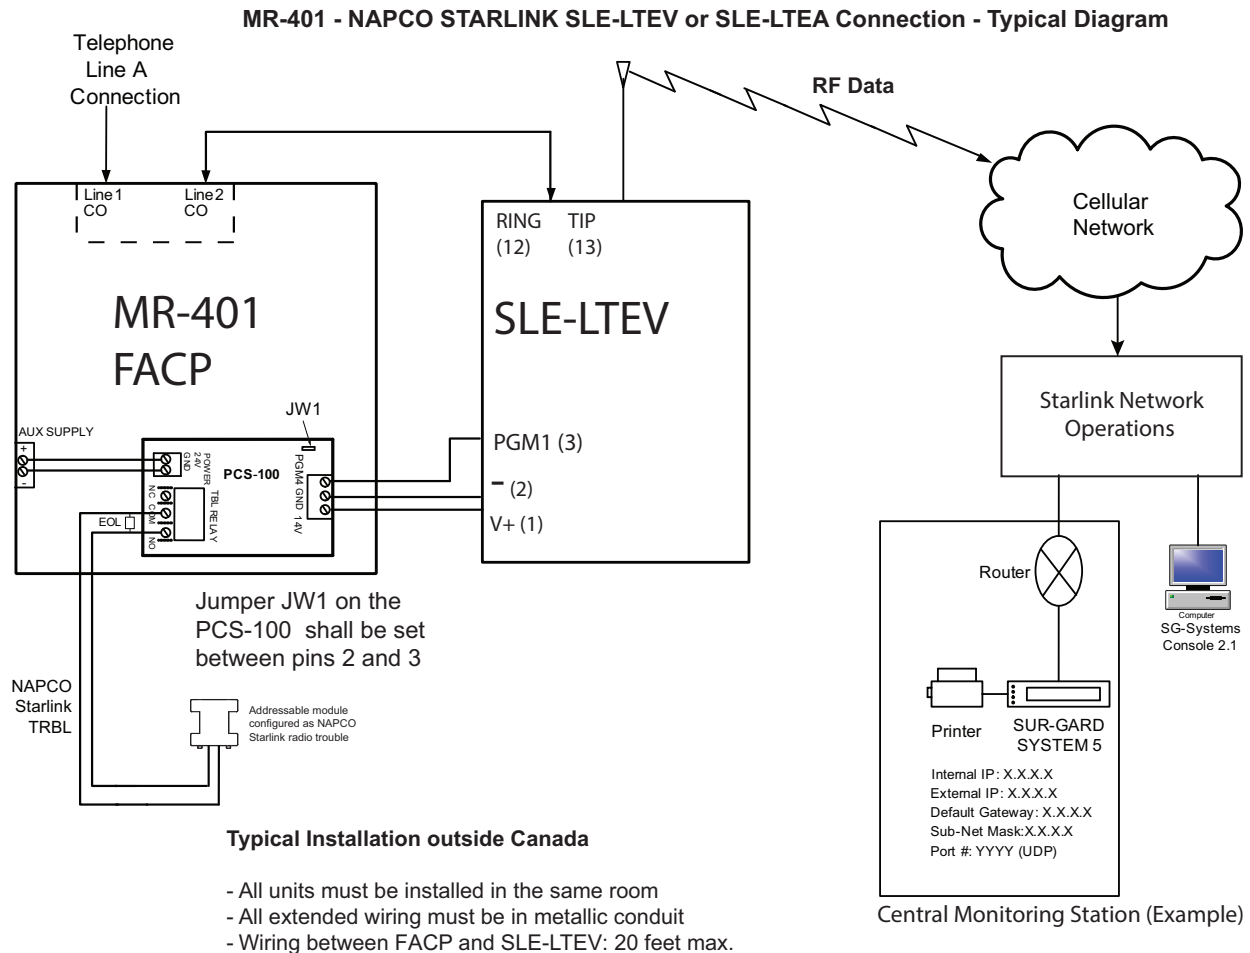 MR-401 - NAPCO STARLINK SLE-LTEV or SLE-LTEA Connection - Typical Diagram
Telephone
Line A
Connection
RF Data
Line1
CO
Line2
CO
RING
(12)
TIP
(13)
Cellular
Network
MR-401
FACP
SLE-LTEV
JW1
Starlink Network
Operations
AUX SUPPLY
+
-
POWER
24V
GND
PCS-100
PGM4 GND 14V
TBL RELAY
NC COM NO
EOL
PGM1 (3)
- (2)
V+ (1)
Router
Computer
SG-Systems
Console 2.1
Jumper JW1 on the
PCS-100 shall be set
between pins 2 and 3
NAPCO
Starlink
TRBL
Addressable module
configured as NAPCO
Starlink radio trouble
Printer
SUR-GARD
SYSTEM 5
Internal IP: X.X.X.X
External IP: X.X.X.X
Default Gateway: X.X.X.X
Sub-Net Mask:X.X.X.X
Port #: YYYY (UDP)
Typical Installation outside Canada
- All units must be installed in the same room
- All extended wiring must be in metallic conduit
- Wiring between FACP and SLE-LTEV: 20 feet max.
Central Monitoring Station (Example)